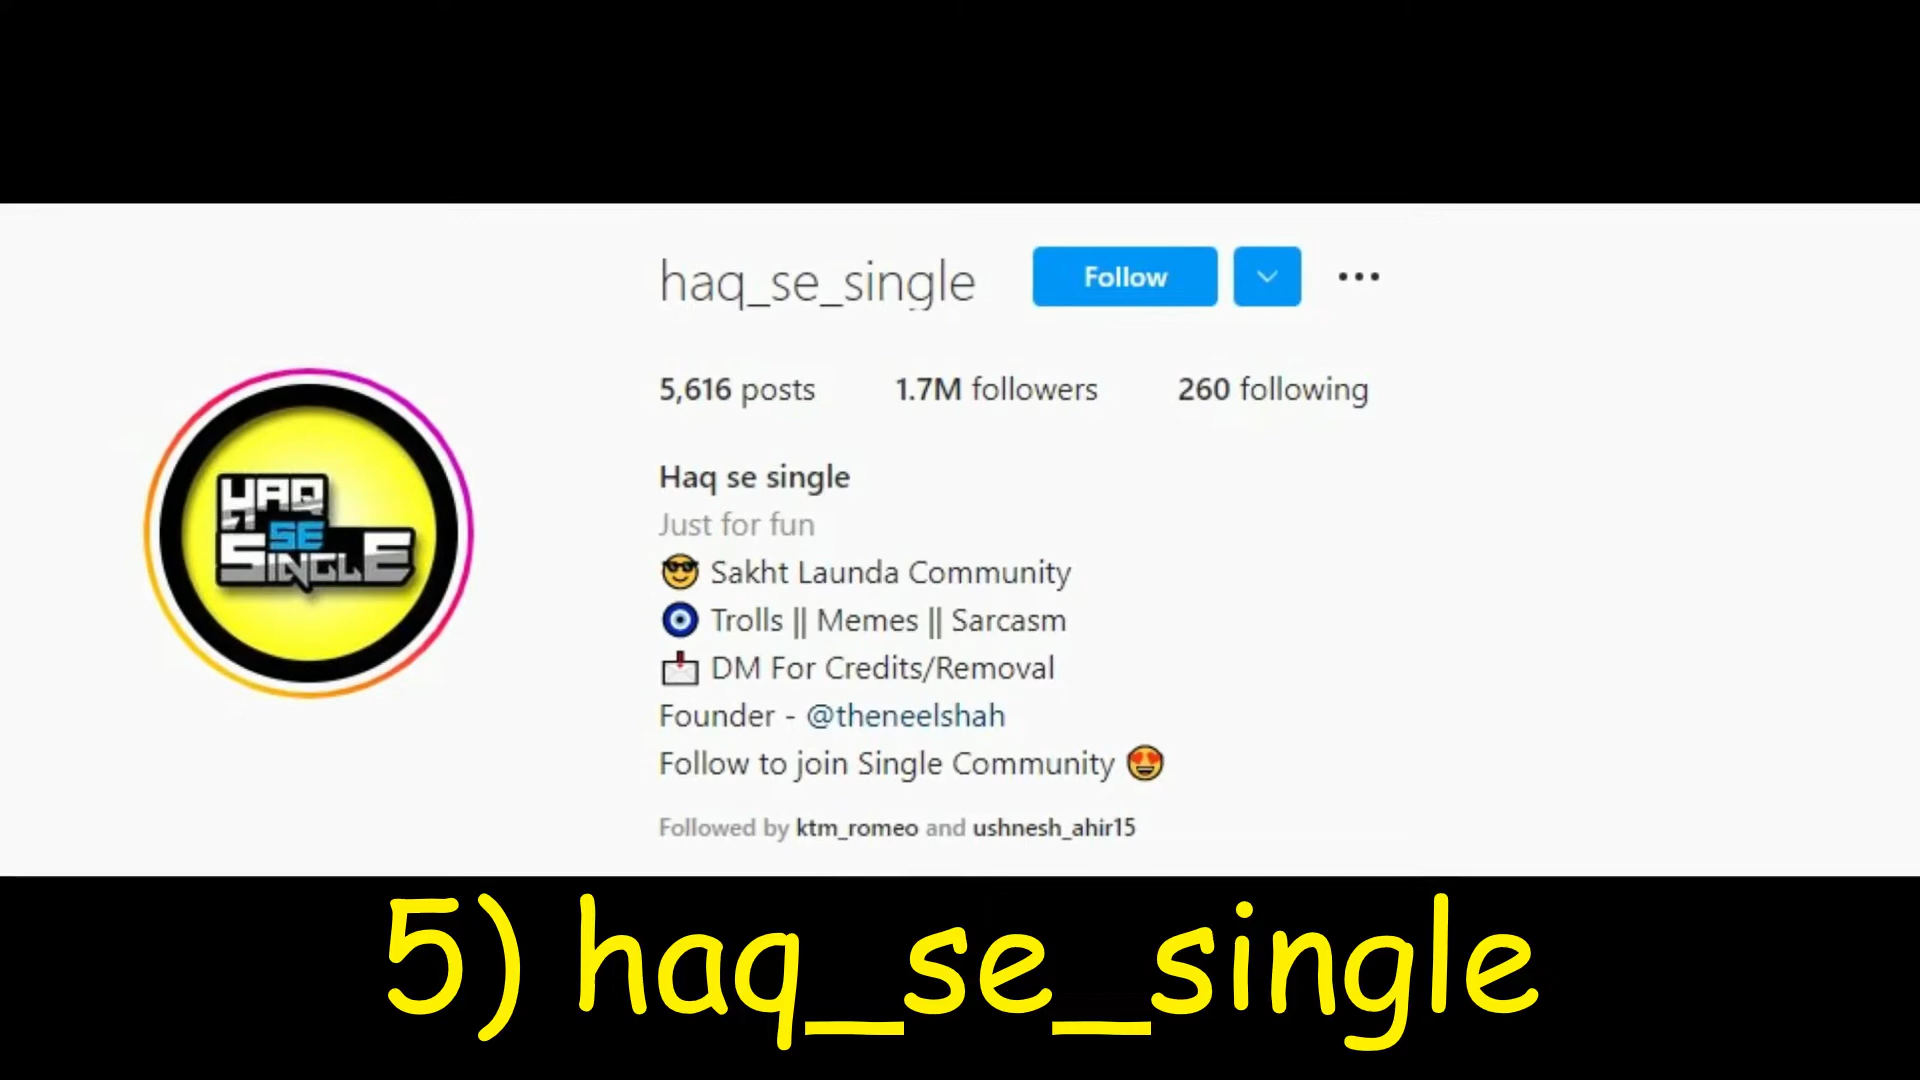 haq_se_single Follow
5,616 posts 1.7M followers 260 following
HAQ
SE
SINGLE
Haq se single
Just for fun
😎 Sakht Launda Community
🧿 Trolls || Memes || Sarcasm
📩 DM For Credits/Removal
Founder - @theneelshah
Follow to join Single Community 😍
Followed by ktm_romeo and ushnesh_ahir15
5) haq_se_single